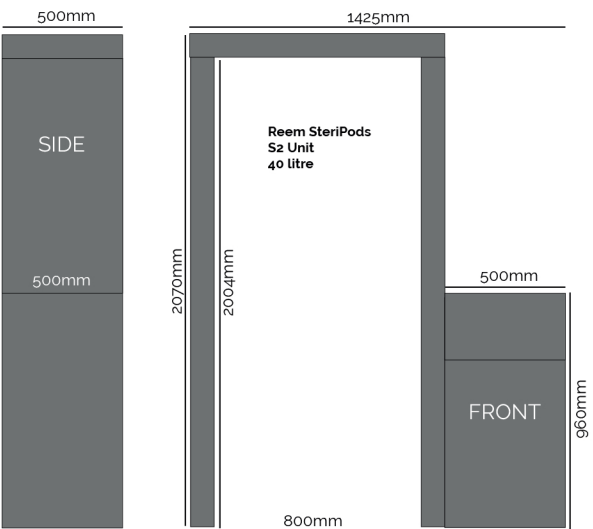 500mm
1425mm
SIDE
Reem SteriPods
S2 Unit
40 litre
500mm
2070mm
2004mm
500mm
FRONT
960mm
800mm